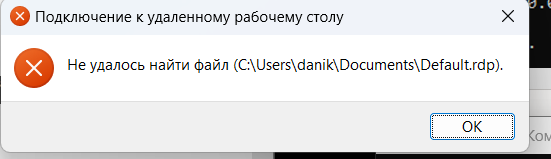 Подключение к удаленному рабочему столу
Не удалось найти файл (C:\Users\danik\Documents\Default.rdp).
OK